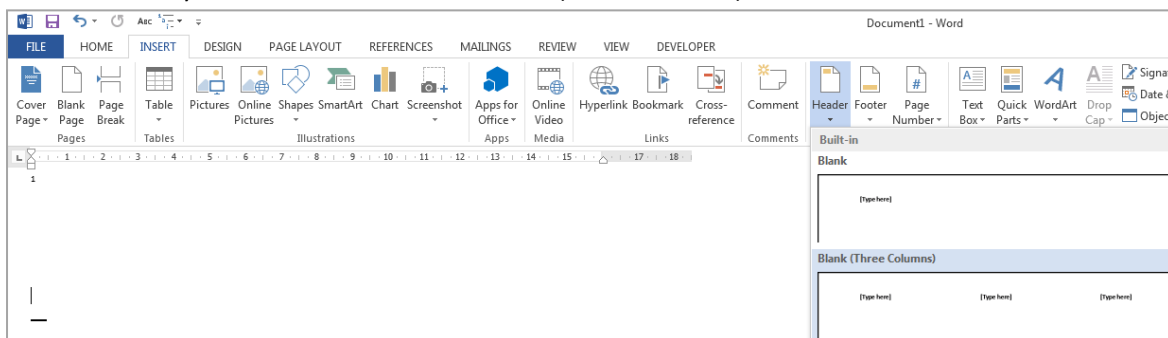 Document1 - Word
FILE HOME INSERT DESIGN PAGE LAYOUT REFERENCES MAILINGS REVIEW VIEW DEVELOPER
Cover Page Blank Page Page Break Table Pictures Online Pictures Shapes SmartArt Chart Screenshot Apps for Office Online Video Hyperlink Bookmark Cross-reference Comment Header Footer Page Number Text Box Quick Parts WordArt Drop Cap Signa Date & Objec
Pages Tables Illustrations Apps Media Links Comments
Built-in
1 2 3 4 5 6 7 8 9 10 11 12 13 14 15 17 18
Blank
1
[Type here]
Blank (Three Columns)
[Type here] [Type here] [Type here]